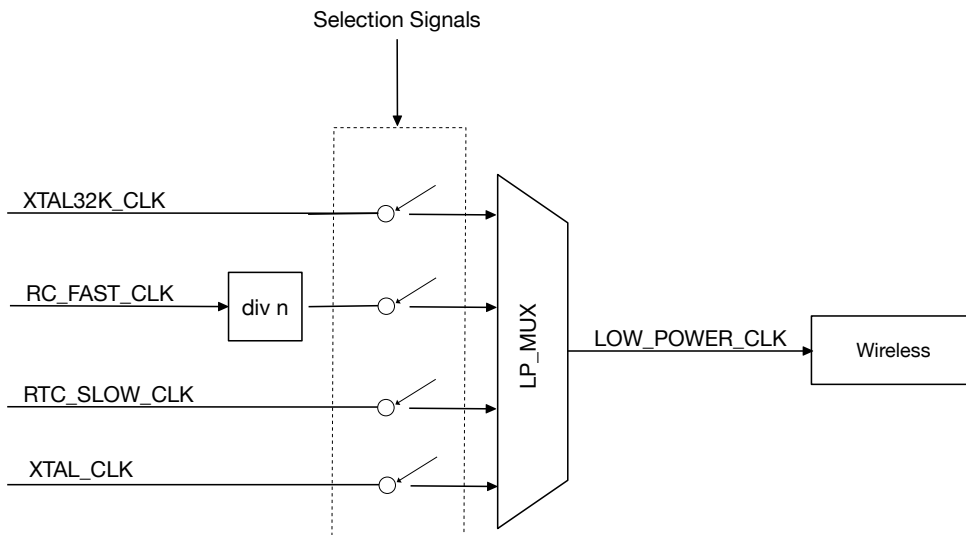 Selection Signals
XTAL32K_CLK
RC_FAST_CLK
div n
LP_MUX
LOW_POWER_CLK
Wireless
RTC_SLOW_CLK
XTAL_CLK